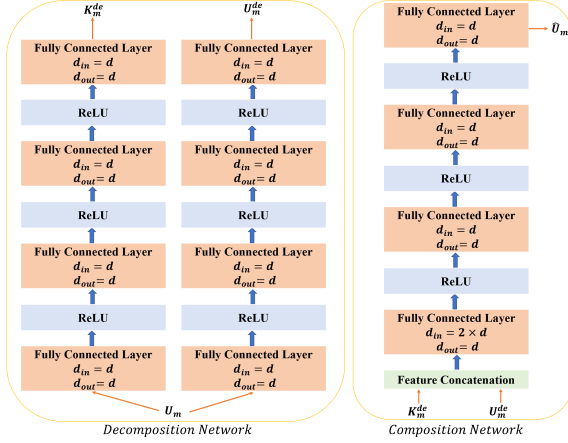 K_m^de
Fully Connected Layer
d_in = d
d_out = d
ReLU
Fully Connected Layer
d_in = d
d_out = d
ReLU
Fully Connected Layer
d_in = d
d_out = d
ReLU
Fully Connected Layer
d_in = d
d_out = d
U_m^de
Fully Connected Layer
d_in = d
d_out = d
ReLU
Fully Connected Layer
d_in = d
d_out = d
ReLU
Fully Connected Layer
d_in = d
d_out = d
ReLU
Fully Connected Layer
d_in = d
d_out = d
U_m
Decomposition Network
Fully Connected Layer
d_in = d
d_out = d
Ũ_m
ReLU
Fully Connected Layer
d_in = d
d_out = d
ReLU
Fully Connected Layer
d_in = d
d_out = d
ReLU
Fully Connected Layer
d_in = 2 × d
d_out = d
Feature Concatenation
K_m^de
U_m^de
Composition Network